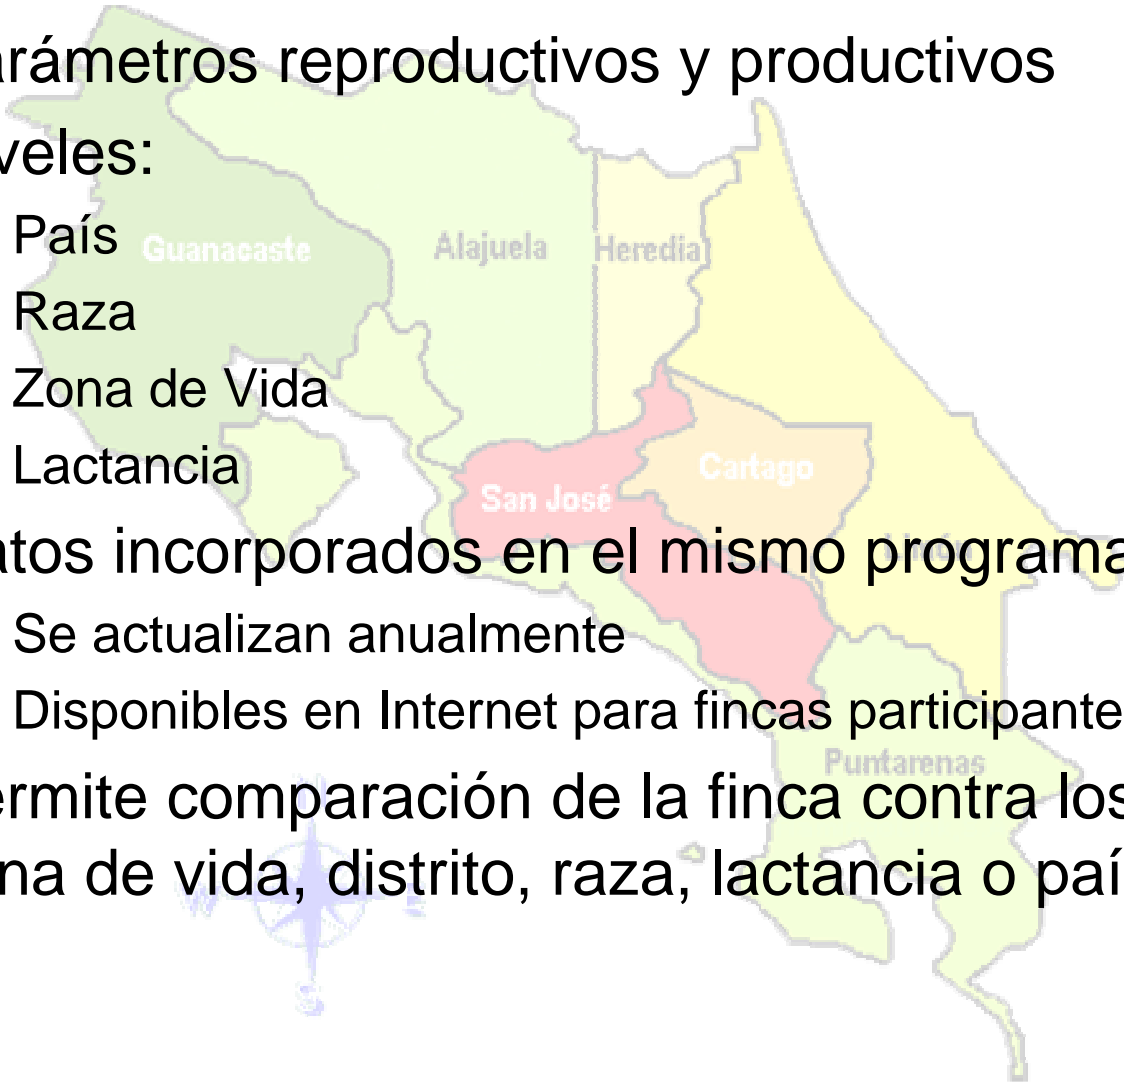 arámetros reproductivos y productivos
veles:
País
Guanacaste
Alajuela
Heredia
Raza
Zona de Vida
Lactancia
Cartago
San José
atos incorporados en el mismo programa
Limón
Se actualizan anualmente
Disponibles en Internet para fincas participante
Puntarenas
ermite comparación de la finca contra los
na de vida, distrito, raza, lactancia o paí
W
E
S